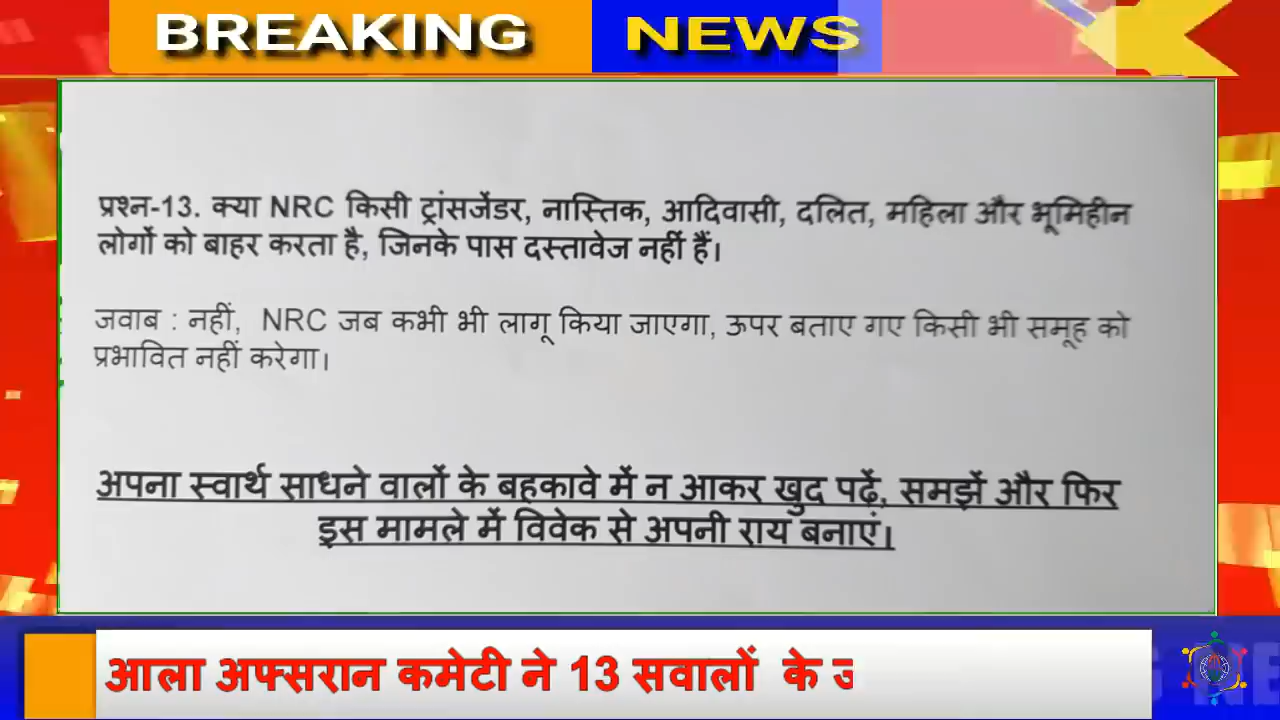 BREAKING NEWS
प्रश्न-13. क्या NRC किसी ट्रांसजेंडर, नास्तिक, आदिवासी, दलित, महिला और भूमिहीन
लोगों को बाहर करता है, जिनके पास दस्तावेज नहीं हैं।
जवाब : नहीं, NRC जब कभी भी लागू किया जाएगा, ऊपर बताए गए किसी भी समूह को
प्रभावित नहीं करेगा।
अपना स्वार्थ साधने वालों के बहकावे में न आकर खुद पढ़ें, समझें और फिर
इस मामले में विवेक से अपनी राय बनाएं।
आला अफ्सरान कमेटी ने 13 सवालों के